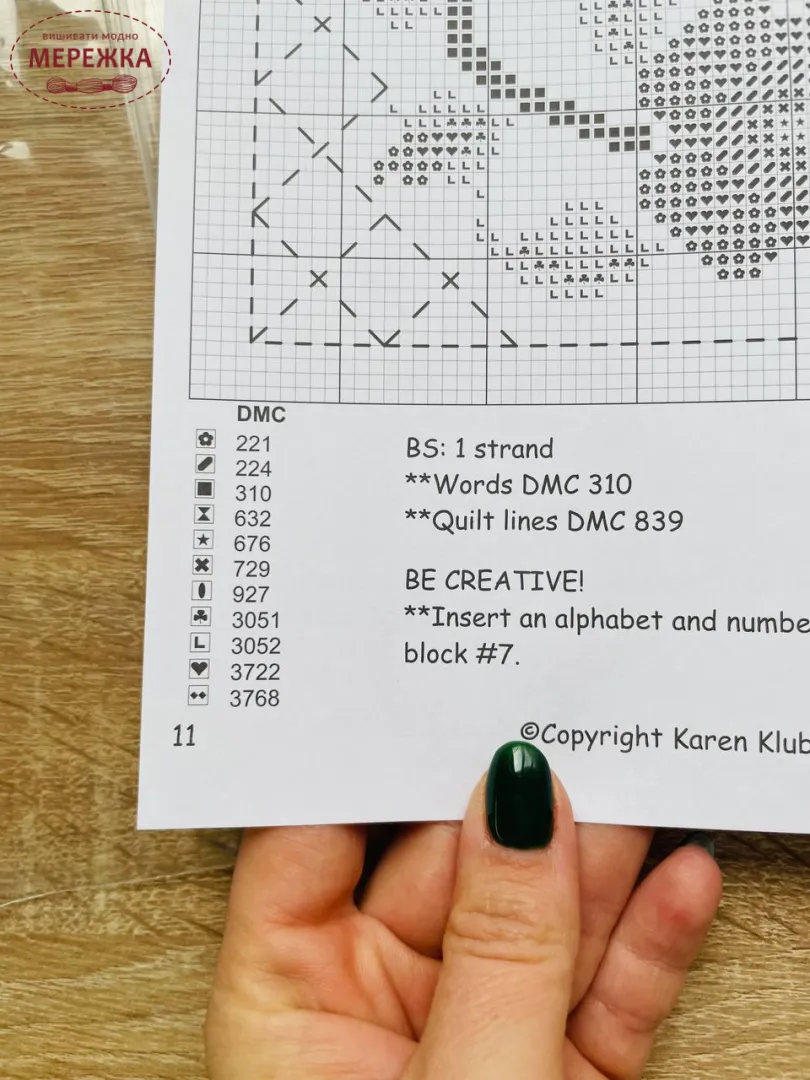 вишивати модно
МЕРЕЖКА
DMC
221
224
310
632
676
729
927
3051
3052
3722
3768
BS: 1 strand
**Words DMC 310
**Quilt lines DMC 839
BE CREATIVE!
**Insert an alphabet and numbe
block #7.
11
©Copyright Karen Klub